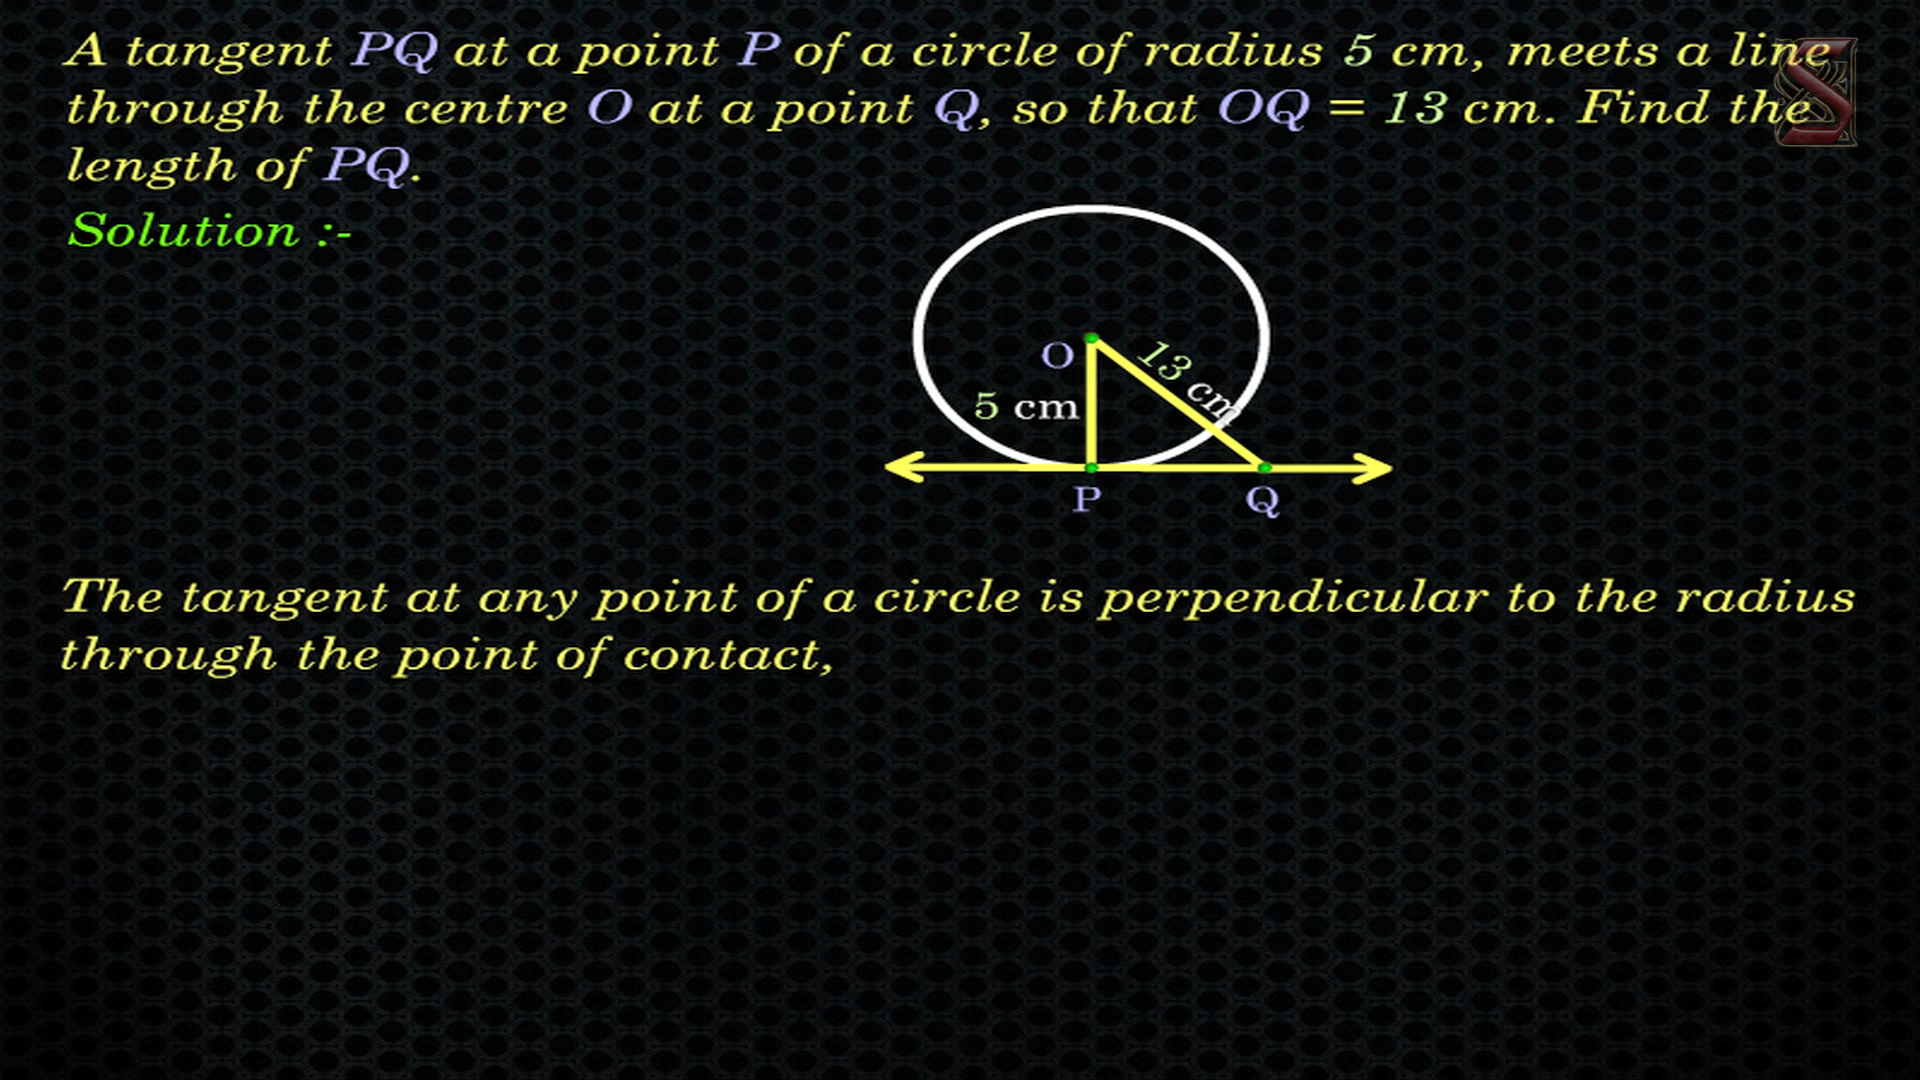 A tangent PQ at a point P of a circle of radius 5 cm, meets a line
through the centre O at a point Q, so that OQ = 13 cm. Find the
length of PQ.
Solution :-
O
13 cm
5 cm
P
Q
The tangent at any point of a circle is perpendicular to the radius
through the point of contact,
S